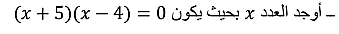 – أوجد العدد x بحيث يكون (x + 5)(x − 4) = 0